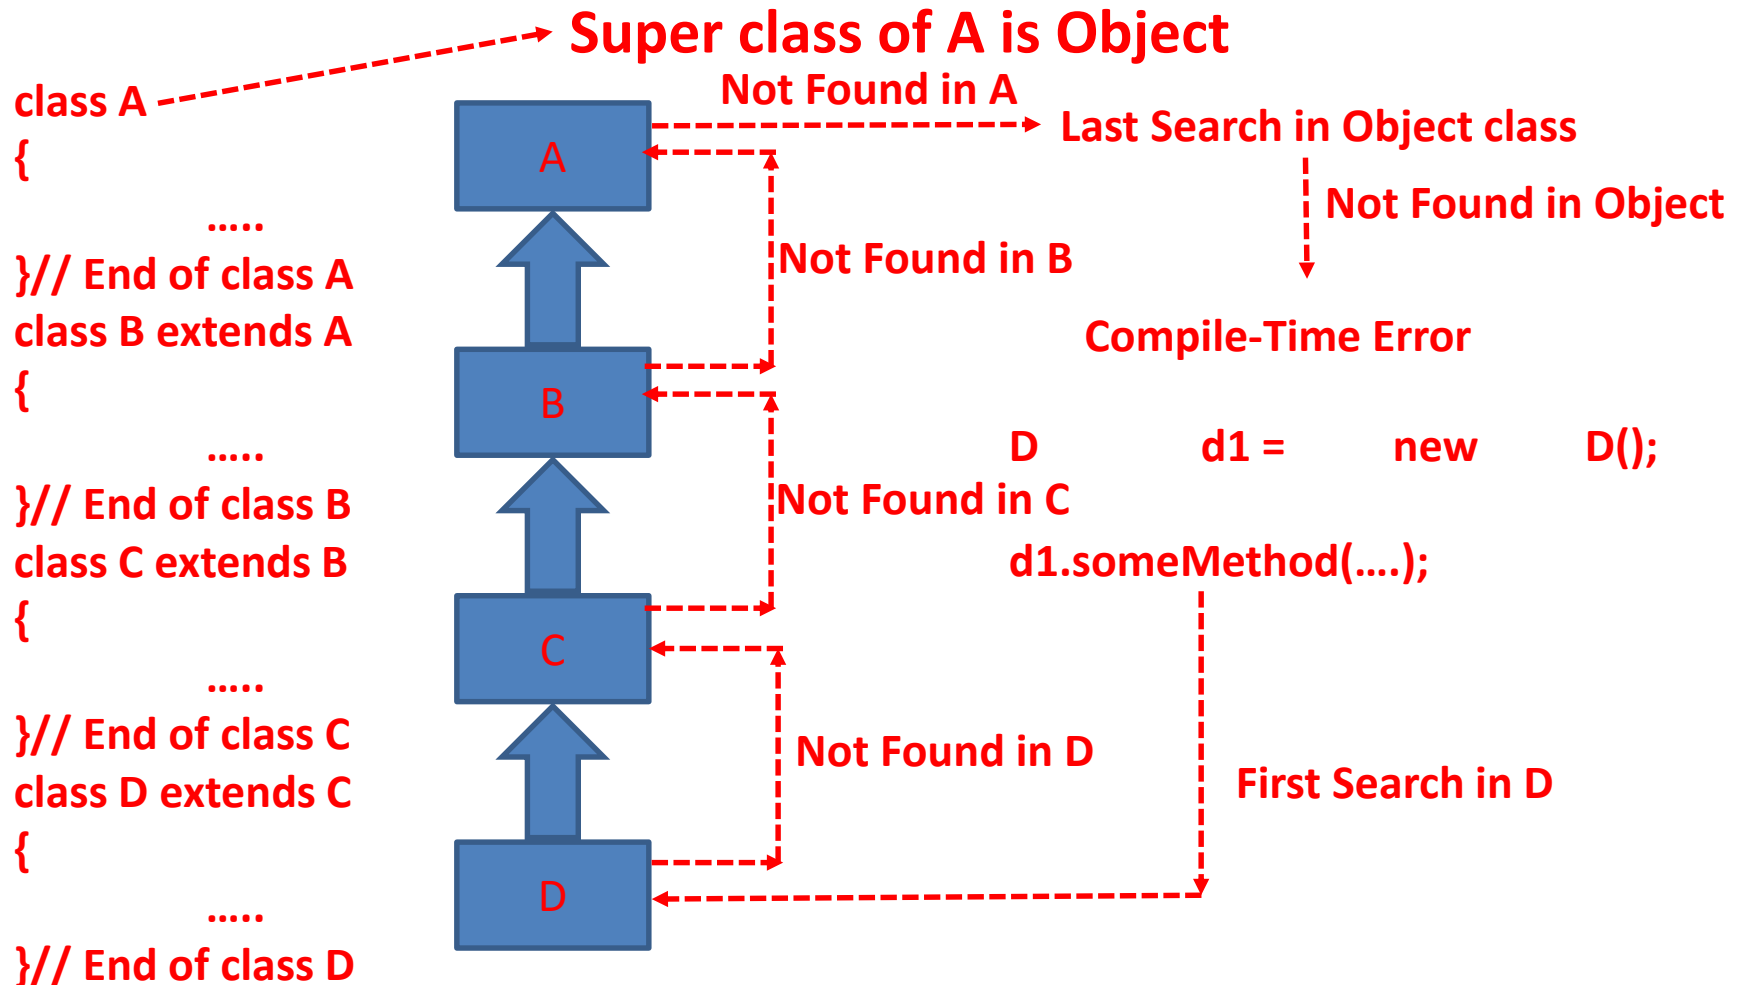 Super class of A is Object
class A
{
.....
}// End of class A
class B extends A
{
.....
}// End of class B
class C extends B
{
.....
}// End of class C
class D extends C
{
.....
}// End of class D
A
B
C
D
Not Found in A
Last Search in Object class
Not Found in Object
Compile-Time Error
Not Found in B
Not Found in C
Not Found in D
D d1 = new D();
d1.someMethod(….);
First Search in D